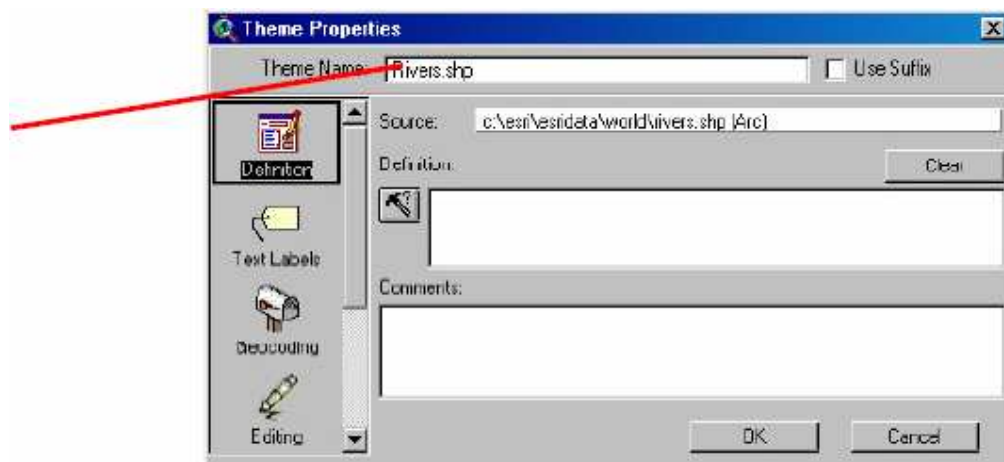 Theme Properties
Theme Name: Rivers.shp Use Suffix
Source: c:\esri\esridata\world\rivers.shp (Arc)
Definition
Definition: Clear
Text Labels
Comments:
Geocoding
Editing
OK Cancel